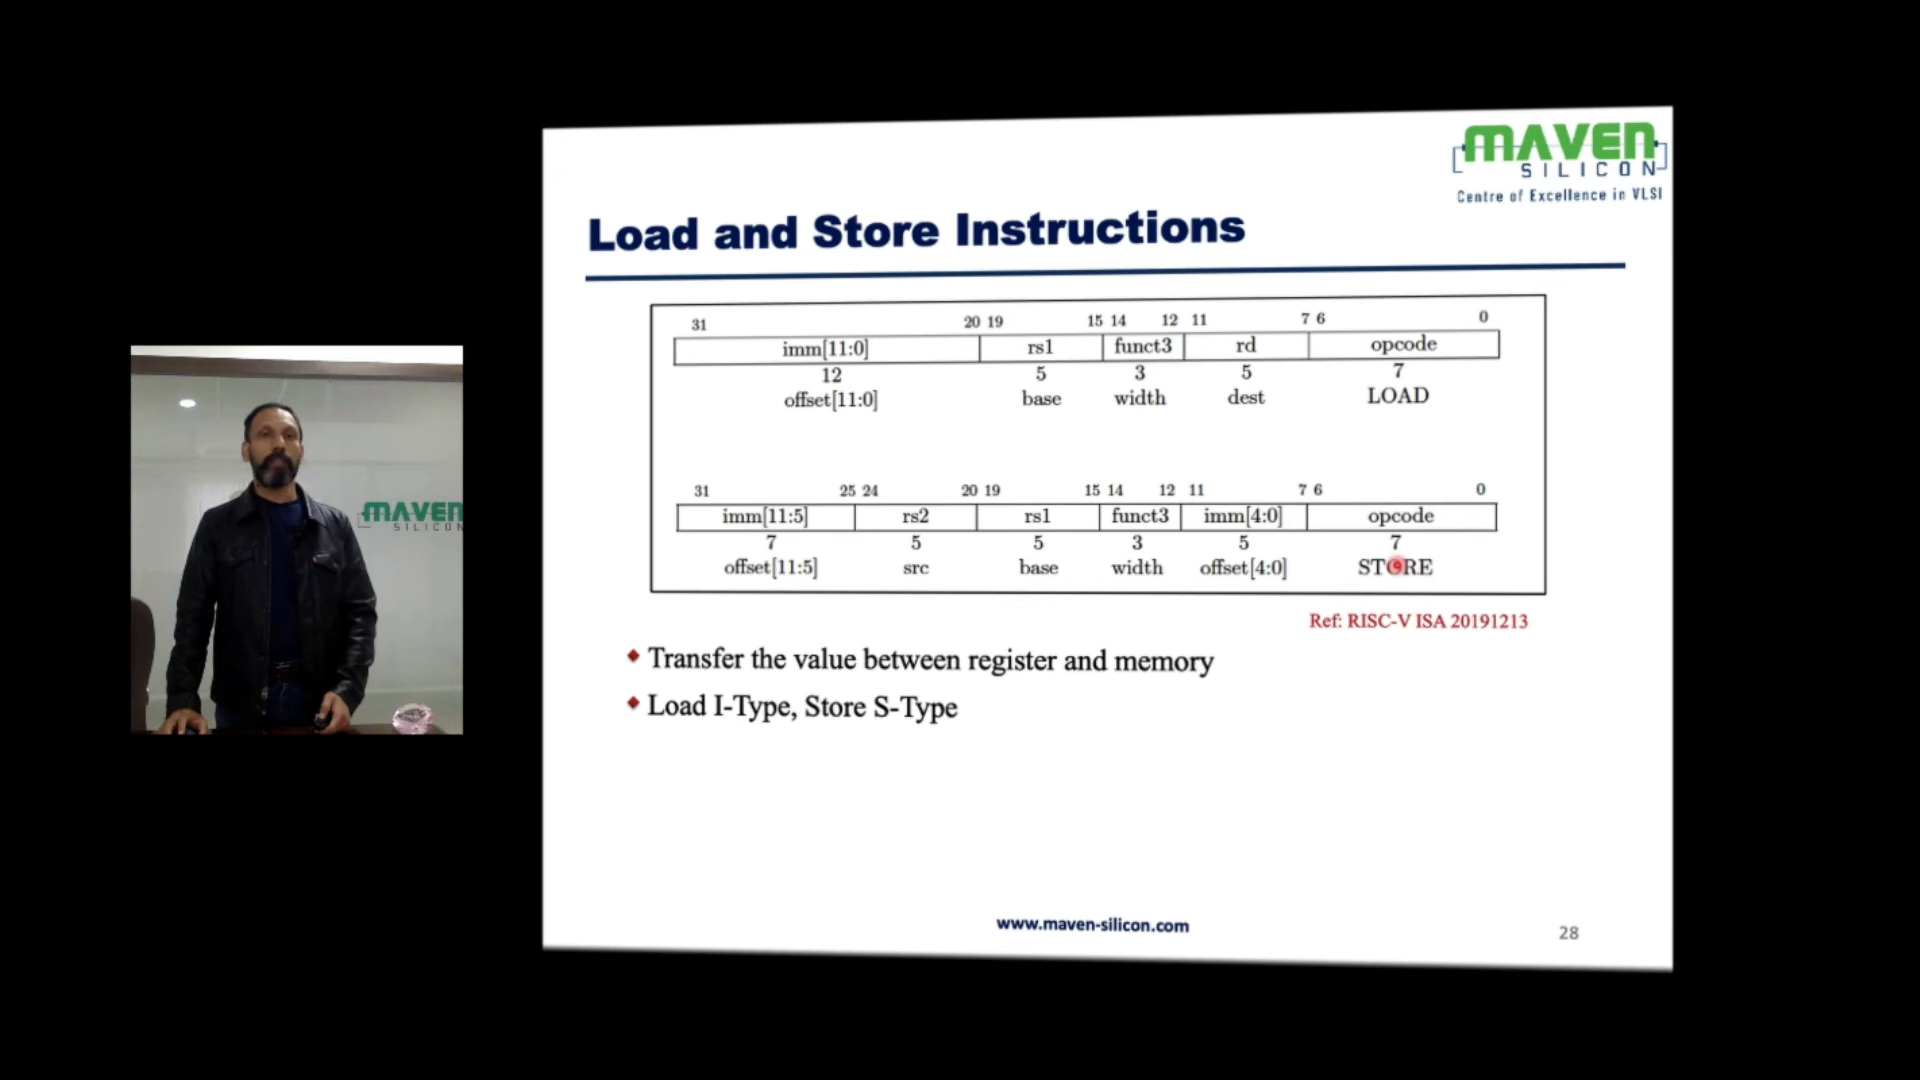 MAVEN
SILICON
Centre of Excellence in VLSI
Load and Store Instructions
31 20 19 15 14 12 11 7 6 0
imm[11:0] rs1 funct3 rd opcode
12 5 3 5 7
offset[11:0] base width dest LOAD
31 25 24 20 19 15 14 12 11 7 6 0
imm[11:5] rs2 rs1 funct3 imm[4:0] opcode
7 5 5 3 5 7
offset[11:5] src base width offset[4:0] STORE
Ref: RISC-V ISA 20191213
Transfer the value between register and memory
Load I-Type, Store S-Type
www.maven-silicon.com
28
MAVEN
SILICON